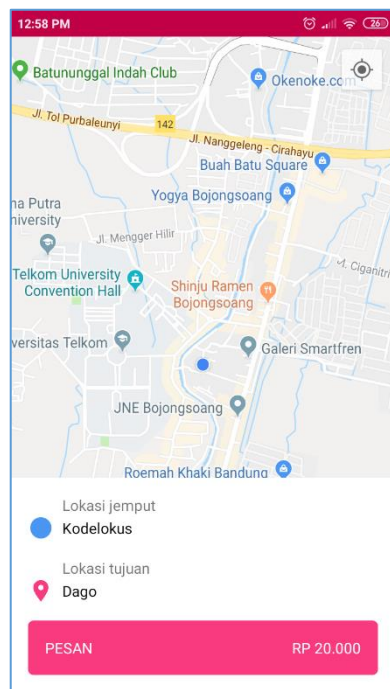 12:58 PM
26
Batununggal Indah Club
Okenoke.com
Jl. Tol Purbaleunyi
142
Jl. Nanggeleng - Cirahayu
Buah Batu Square
Yogya Bojongsoang
na Putra
niversity
Jl. Mengger Hilir
Jl. Ciganitri
Telkom University
Convention Hall
Shinju Ramen
Bojongsoang
versitas Telkom
Galeri Smartfren
JNE Bojongsoang
Roemah Khaki Bandung
Lokasi jemput
Kodelokus
Lokasi tujuan
Dago
PESAN RP 20.000